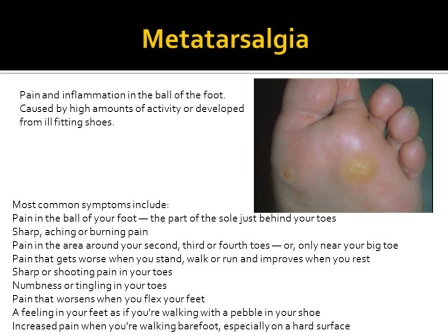 Metatarsalgia
Pain and inflammation in the ball of the foot.
Caused by high amounts of activity or developed
from ill fitting shoes.
Most common symptoms include:
Pain in the ball of your foot — the part of the sole just behind your toes
Sharp, aching or burning pain
Pain in the area around your second, third or fourth toes — or, only near your big toe
Pain that gets worse when you stand, walk or run and improves when you rest
Sharp or shooting pain in your toes
Numbness or tingling in your toes
Pain that worsens when you flex your feet
A feeling in your feet as if you're walking with a pebble in your shoe
Increased pain when you're walking barefoot, especially on a hard surface